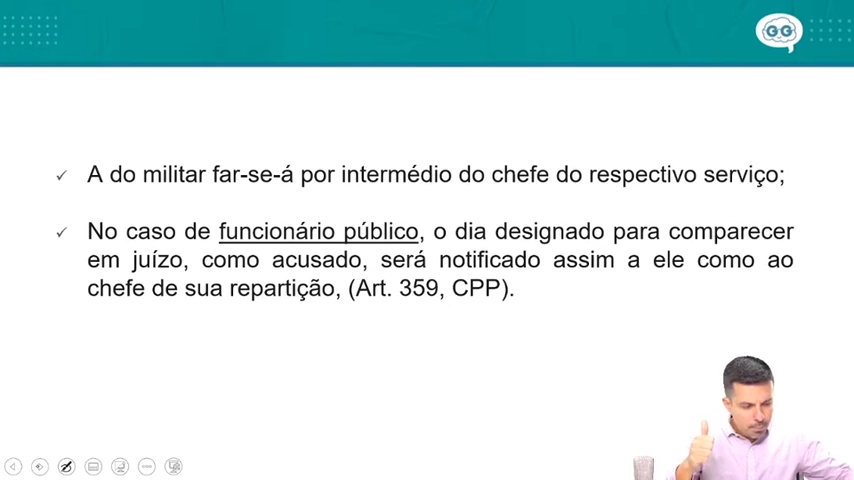 GG
A do militar far-se-á por intermédio do chefe do respectivo serviço;
No caso de funcionário público, o dia designado para comparecer
em juízo, como acusado, será notificado assim a ele como ao
chefe de sua repartição, (Art. 359, CPP).